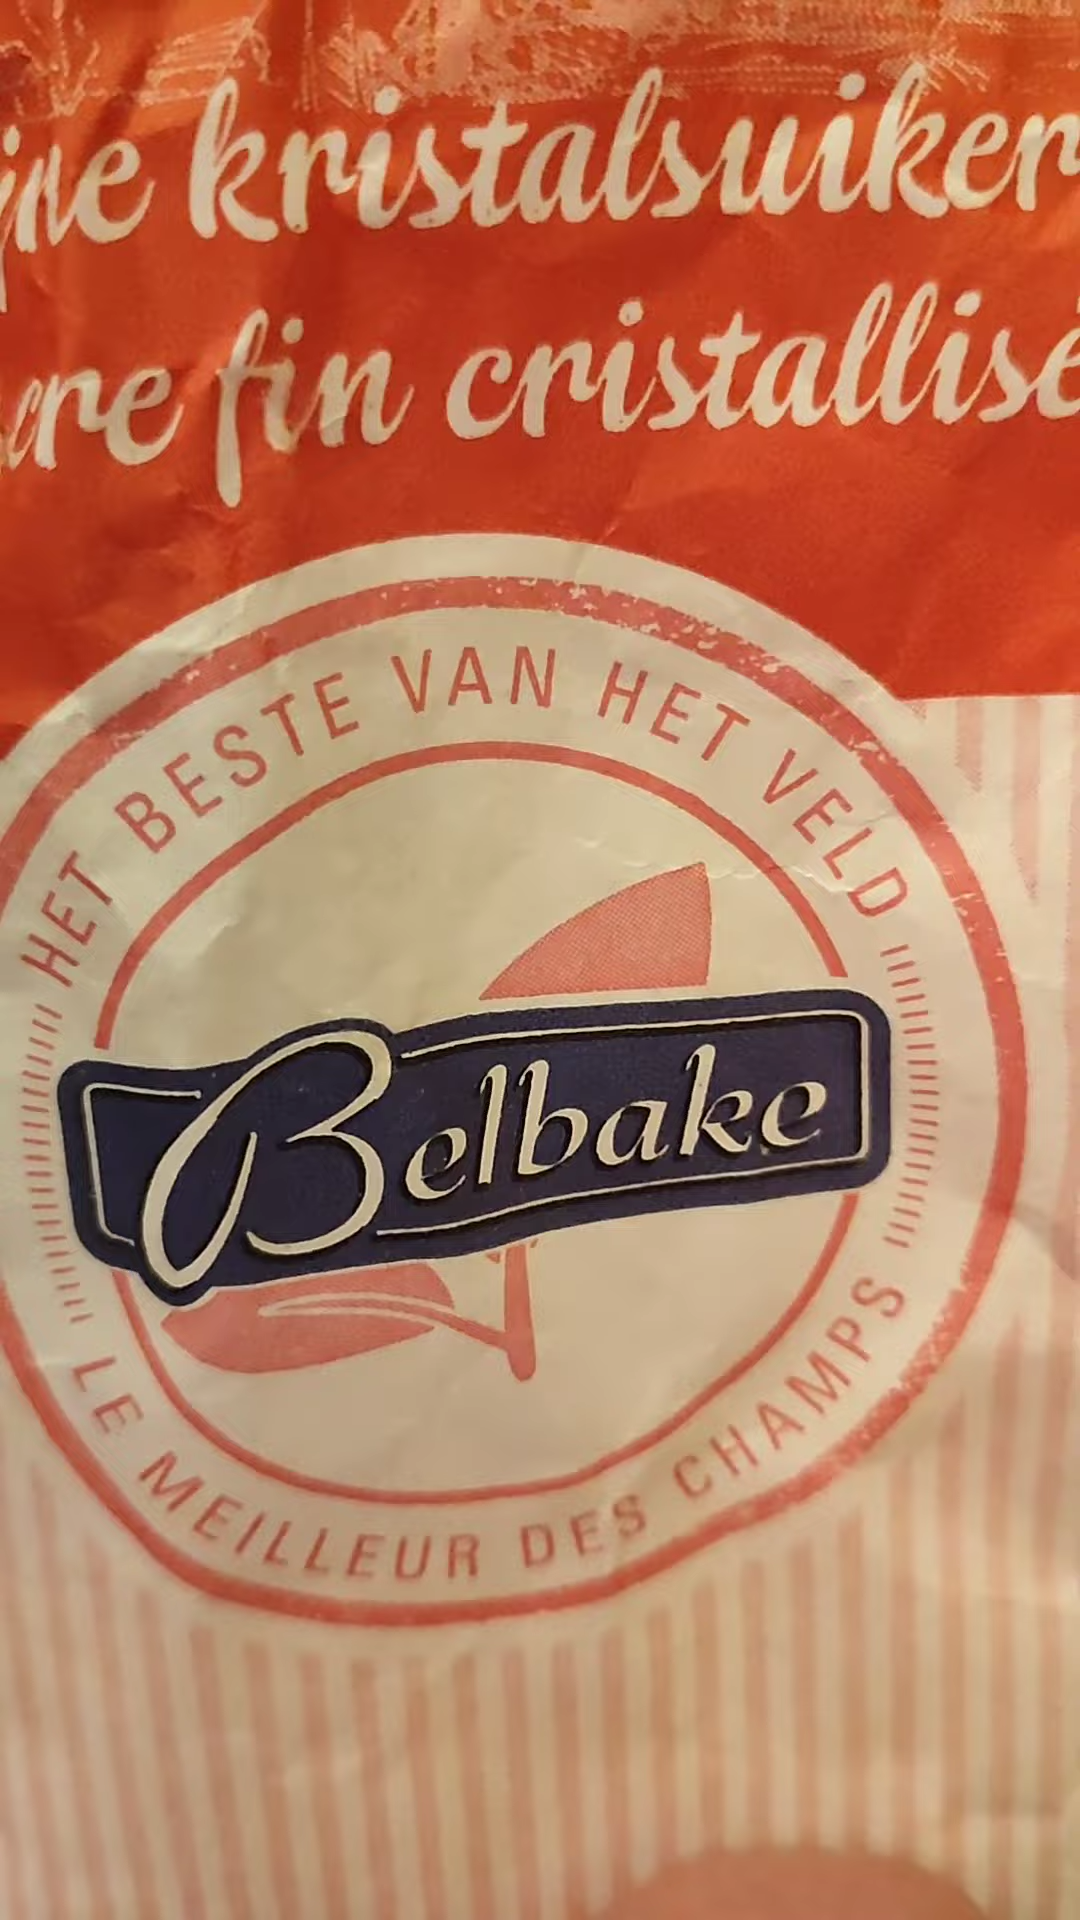 kristalsuiker
fin cristallisé
HET BESTE VAN HET VELD
Belbake
LE MEILLEUR DES CHAMPS